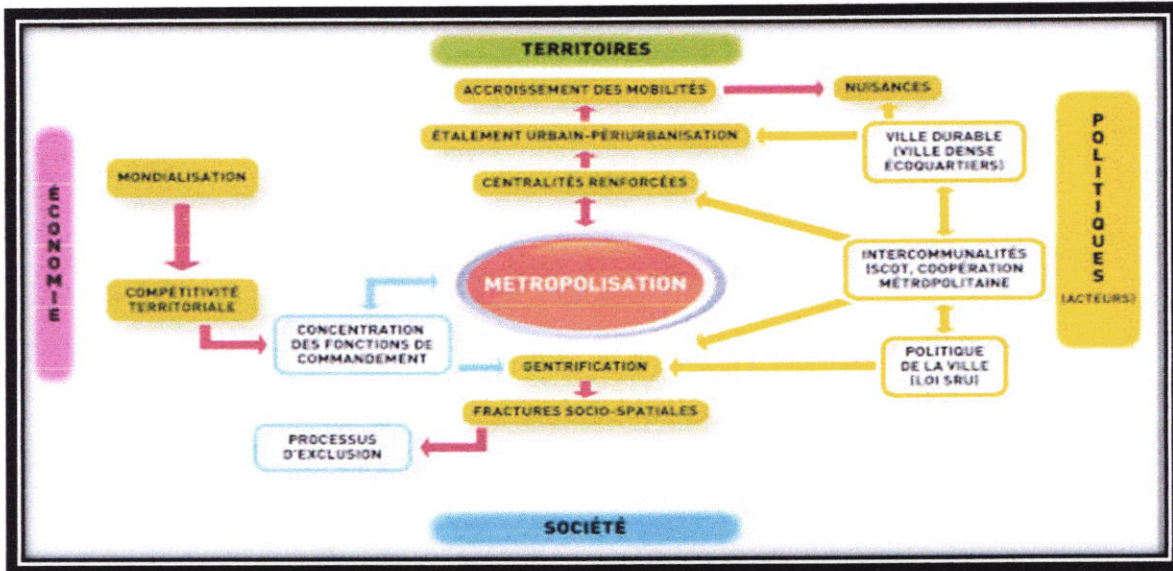 TERRITOIRES
ACCROISSEMENT DES MOBILITÉS
NUISANCES
ÉTALEMENT URBAIN-PÉRIURBANISATION
VILLE DURABLE
(VILLE DENSE
ÉCOQUARTIERS)
POLITIQUES
(ACTEURS)
ÉCONOMIE
MONDIALISATION
CENTRALITÉS RENFORCÉES
MÉTROPOLISATION
INTERCOMMUNALITÉS
(SCOT, COOPÉRATION
MÉTROPOLITAINE
COMPÉTITIVITÉ
TERRITORIALE
CONCENTRATION
DES FONCTIONS DE
COMMANDEMENT
GENTRIFICATION
POLITIQUE
DE LA VILLE
(LOI SRU)
FRACTURES SOCIO-SPATIALES
PROCESSUS
D'EXCLUSION
SOCIÉTÉ